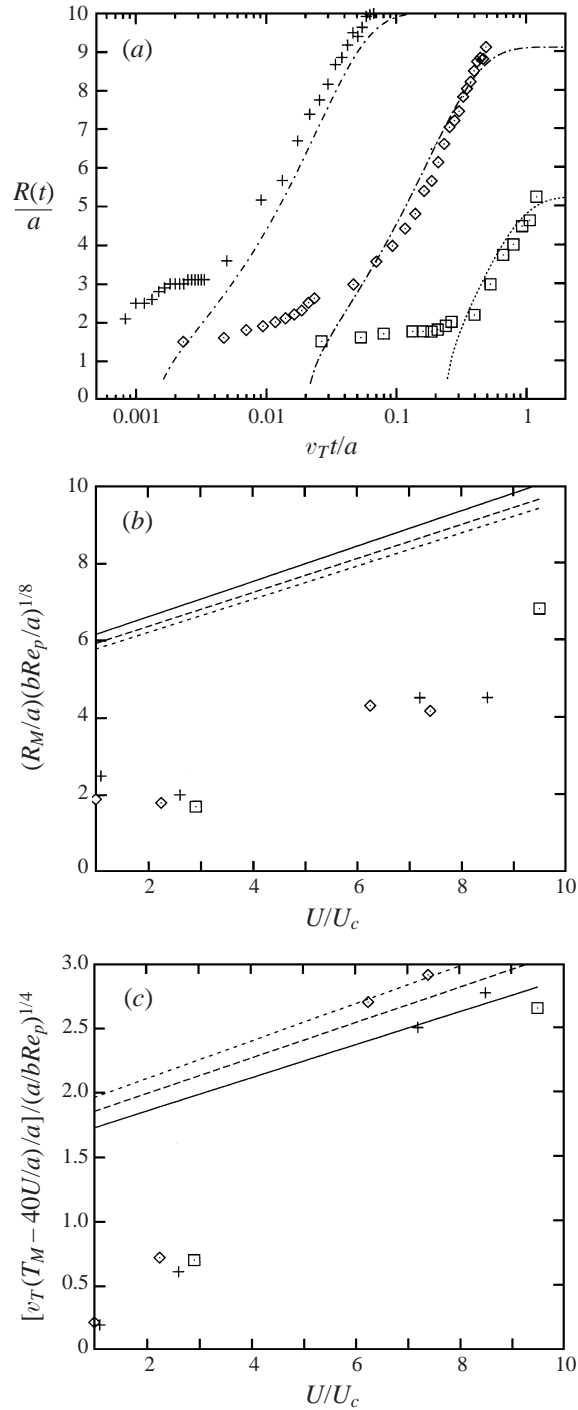 10
(a)
9
8
7
6
R(t)
a
5
4
3
2
1
0
0.001 0.01 0.1 1
v_T t/a
10
(b)
8
(R_M/a)(bRe_p/a)^{1/8}
6
4
2
0
2 4 6 8 10
U/U_c
3.0
(c)
2.5
[v_T(T_M – 40U/a)/a]/(a/bRe_p)^{1/4}
2.0
1.5
1.0
0.5
0
2 4 6 8 10
U/U_c